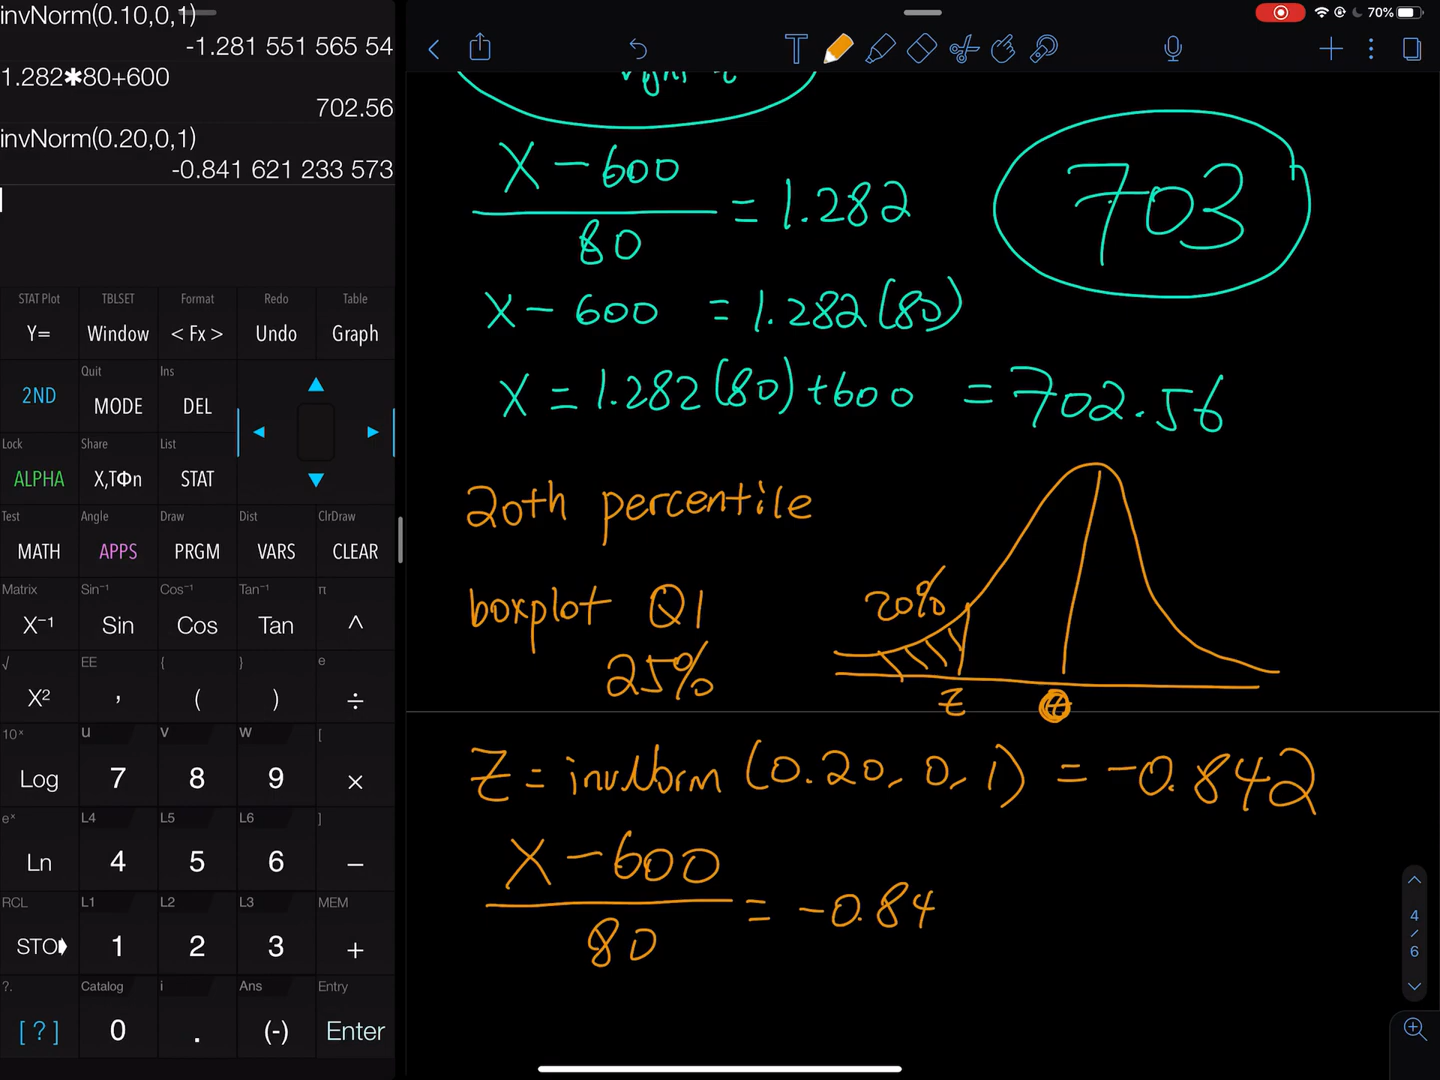 invNorm(0.10,0,1)
-1.281 551 565 54
1.282✱80+600
702.56
invNorm(0.20,0,1)
-0.841 621 233 573
STAT Plot TBLSET Format Redo Table
Y= Window < Fx > Undo Graph
Quit Ins
2ND MODE DEL
Lock Share List
ALPHA X,TΦn STAT
Test Angle Draw Dist ClrDraw
MATH APPS PRGM VARS CLEAR
Matrix Sin⁻¹ Cos⁻¹ Tan⁻¹ π
X⁻¹ Sin Cos Tan ^
√ EE { } e
X² , ( ) ÷
10ˣ u V W [
Log 7 8 9 ×
eˣ L4 L5 L6 ]
Ln 4 5 6 −
RCL L1 L2 L3 MEM
STO 1 2 3 +
?. Catalog i Ans Entry
[ ? ] 0 . (-) Enter
70%
T
right
X - 600
80
= 1.282
703
X - 600 = 1.282(80)
X = 1.282(80)+600 = 702.56
20th percentile
boxplot Q1
25%
20%
Z
Z = invNorm (0.20, 0, 1) = -0.842
X - 600
80
= -0.84
4
/
6